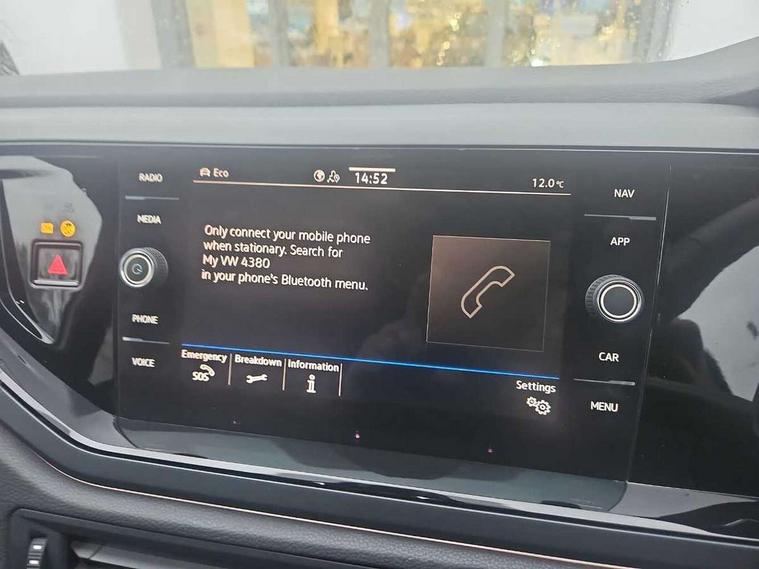 RADIO
MEDIA
PHONE
VOICE
Eco
14:52
12.0°C
Only connect your mobile phone
when stationary. Search for
My VW 4380
in your phone's Bluetooth menu.
Emergency
SOS
Breakdown
Information
Settings
NAV
APP
CAR
MENU